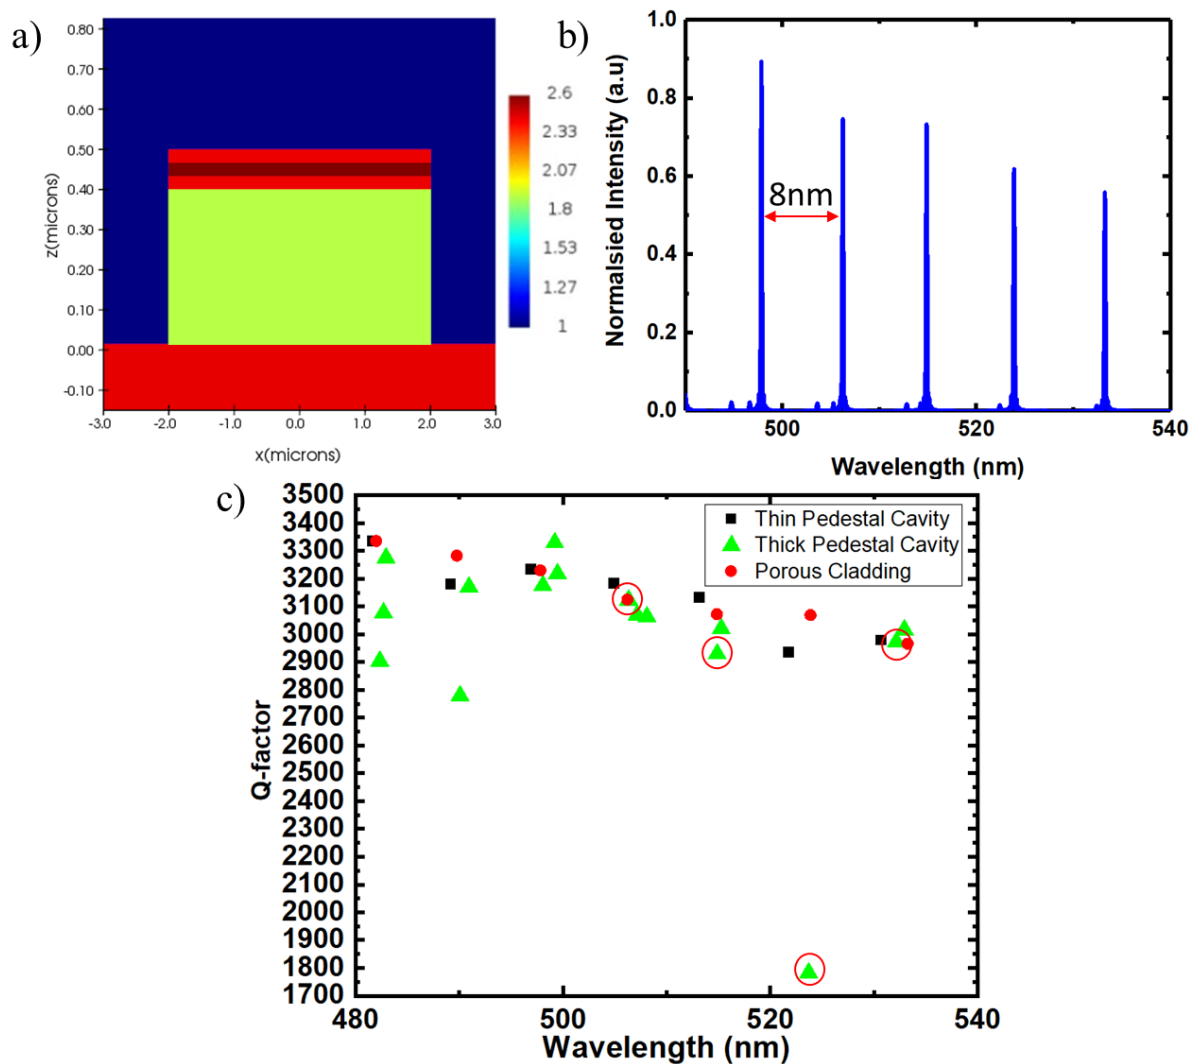 a)
0.80
0.70
0.60
0.50
0.40
0.30
0.20
0.10
0.00
-0.10
z(microns)
-3.0 -2.0 -1.0 0.0 1.0 2.0 3.0
x(microns)
2.6
2.33
2.07
1.8
1.53
1.27
1
b)
1.0
0.8
0.6
0.4
0.2
0.0
Normalsied Intensity (a.u)
8nm
500 520 540
Wavelength (nm)
c)
3500
3400
3300
3200
3100
3000
2900
2800
2700
2600
2500
2400
2300
2200
2100
2000
1900
1800
1700
Q-factor
Thin Pedestal Cavity
Thick Pedestal Cavity
Porous Cladding
480 500 520 540
Wavelength (nm)